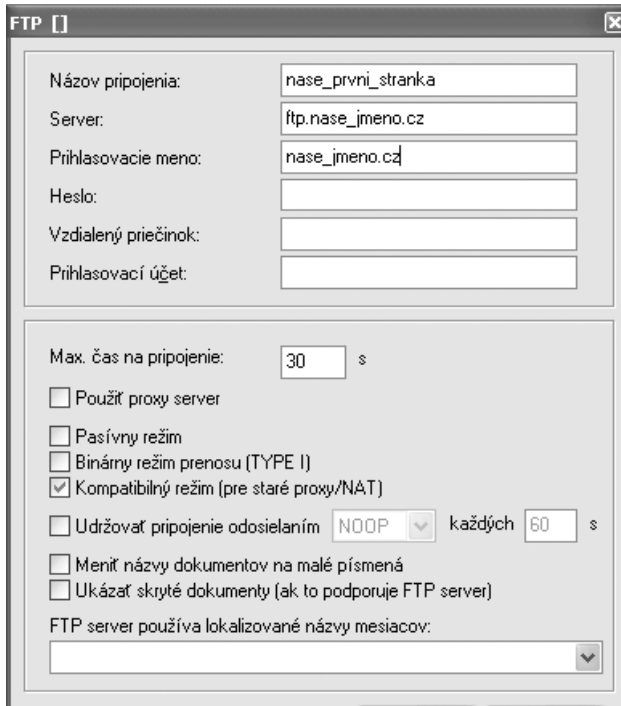 FTP []
Názov pripojenia: nase_prvni_stranka
Server: ftp.nase_jmeno.cz
Prihlasovacie meno: nase_jmeno.cz
Heslo:
Vzdialený priečinok:
Prihlasovací účet:
Max. čas na pripojenie: 30 s
Použiť proxy server
Pasívny režim
Binárny režim prenosu (TYPE I)
Kompatibilný režim (pre staré proxy/NAT)
Udržovať pripojenie odosielaním NOOP každých 60 s
Meniť názvy dokumentov na malé písmená
Ukázať skryté dokumenty (ak to podporuje FTP server)
FTP server používa lokalizované názvy mesiacov: